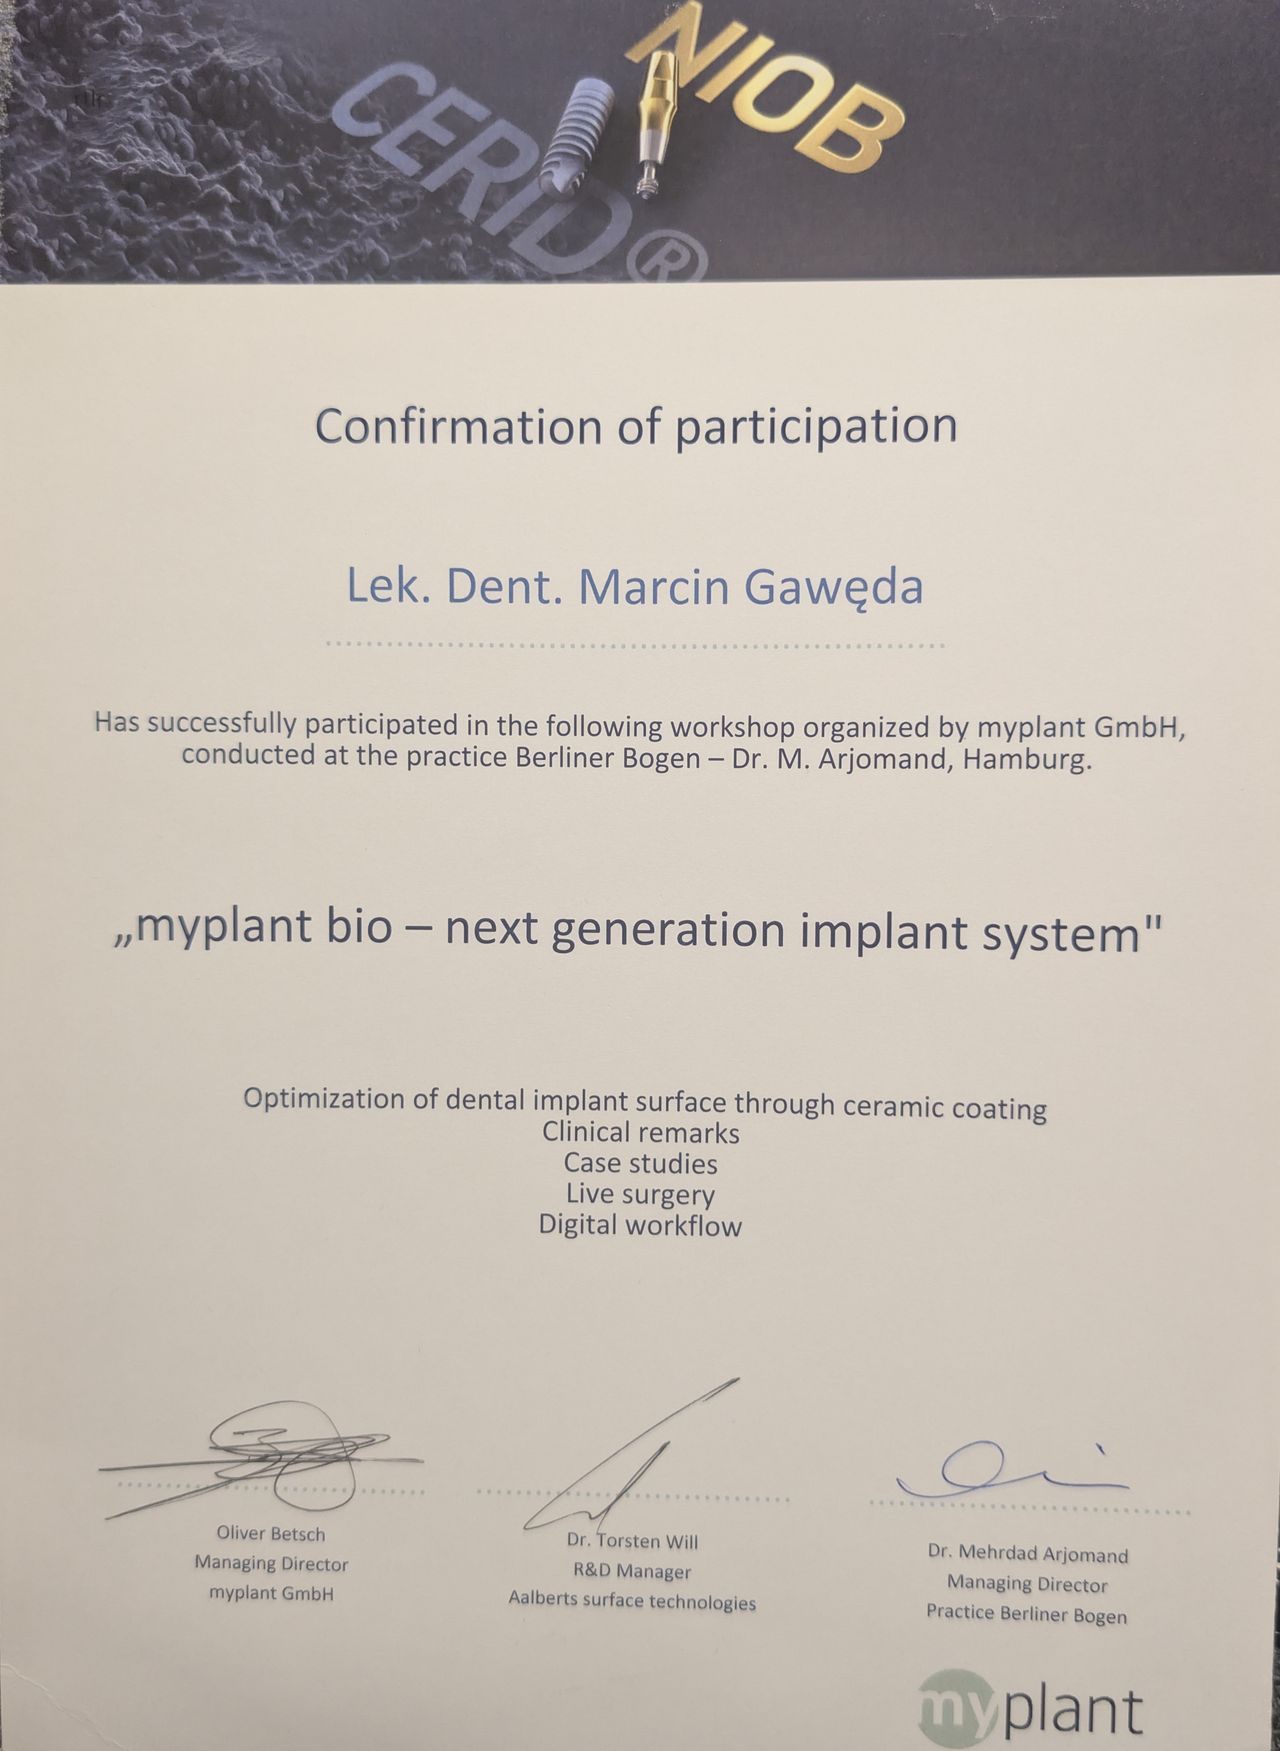 CERID®
NIOB
Confirmation of participation
Lek. Dent. Marcin Gawęda
Has successfully participated in the following workshop organized by myplant GmbH,
conducted at the practice Berliner Bogen – Dr. M. Arjomand, Hamburg.
„myplant bio – next generation implant system"
Optimization of dental implant surface through ceramic coating
Clinical remarks
Case studies
Live surgery
Digital workflow
Oliver Betsch
Managing Director
myplant GmbH
Dr. Torsten Will
R&D Manager
Aalberts surface technologies
Dr. Mehrdad Arjomand
Managing Director
Practice Berliner Bogen
myplant